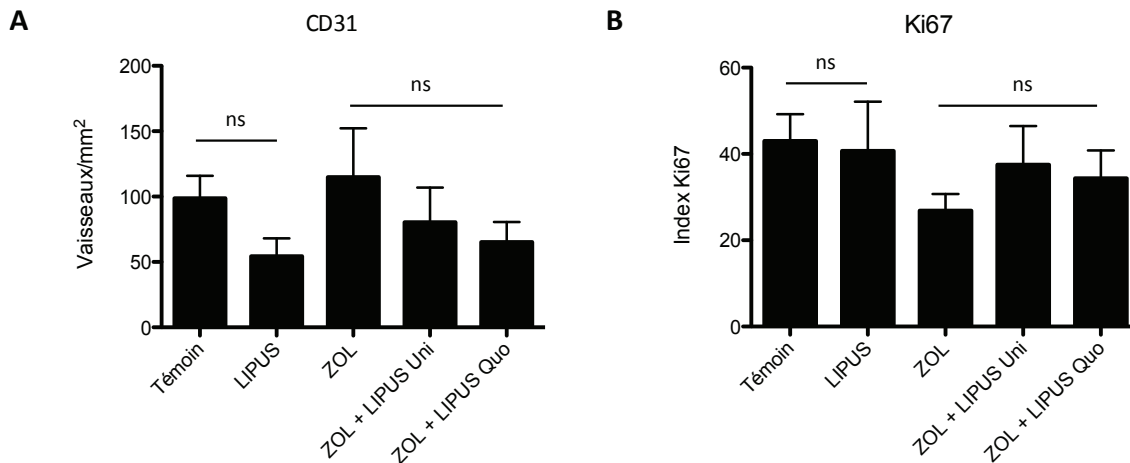 A
CD31
Vaisseaux/mm²
200
150
100
50
0
ns
ns
Témoin
LIPUS
ZOL
ZOL + LIPUS Uni
ZOL + LIPUS Quo
B
Ki67
Index Ki67
60
40
20
0
ns
ns
Témoin
LIPUS
ZOL
ZOL + LIPUS Uni
ZOL + LIPUS Quo